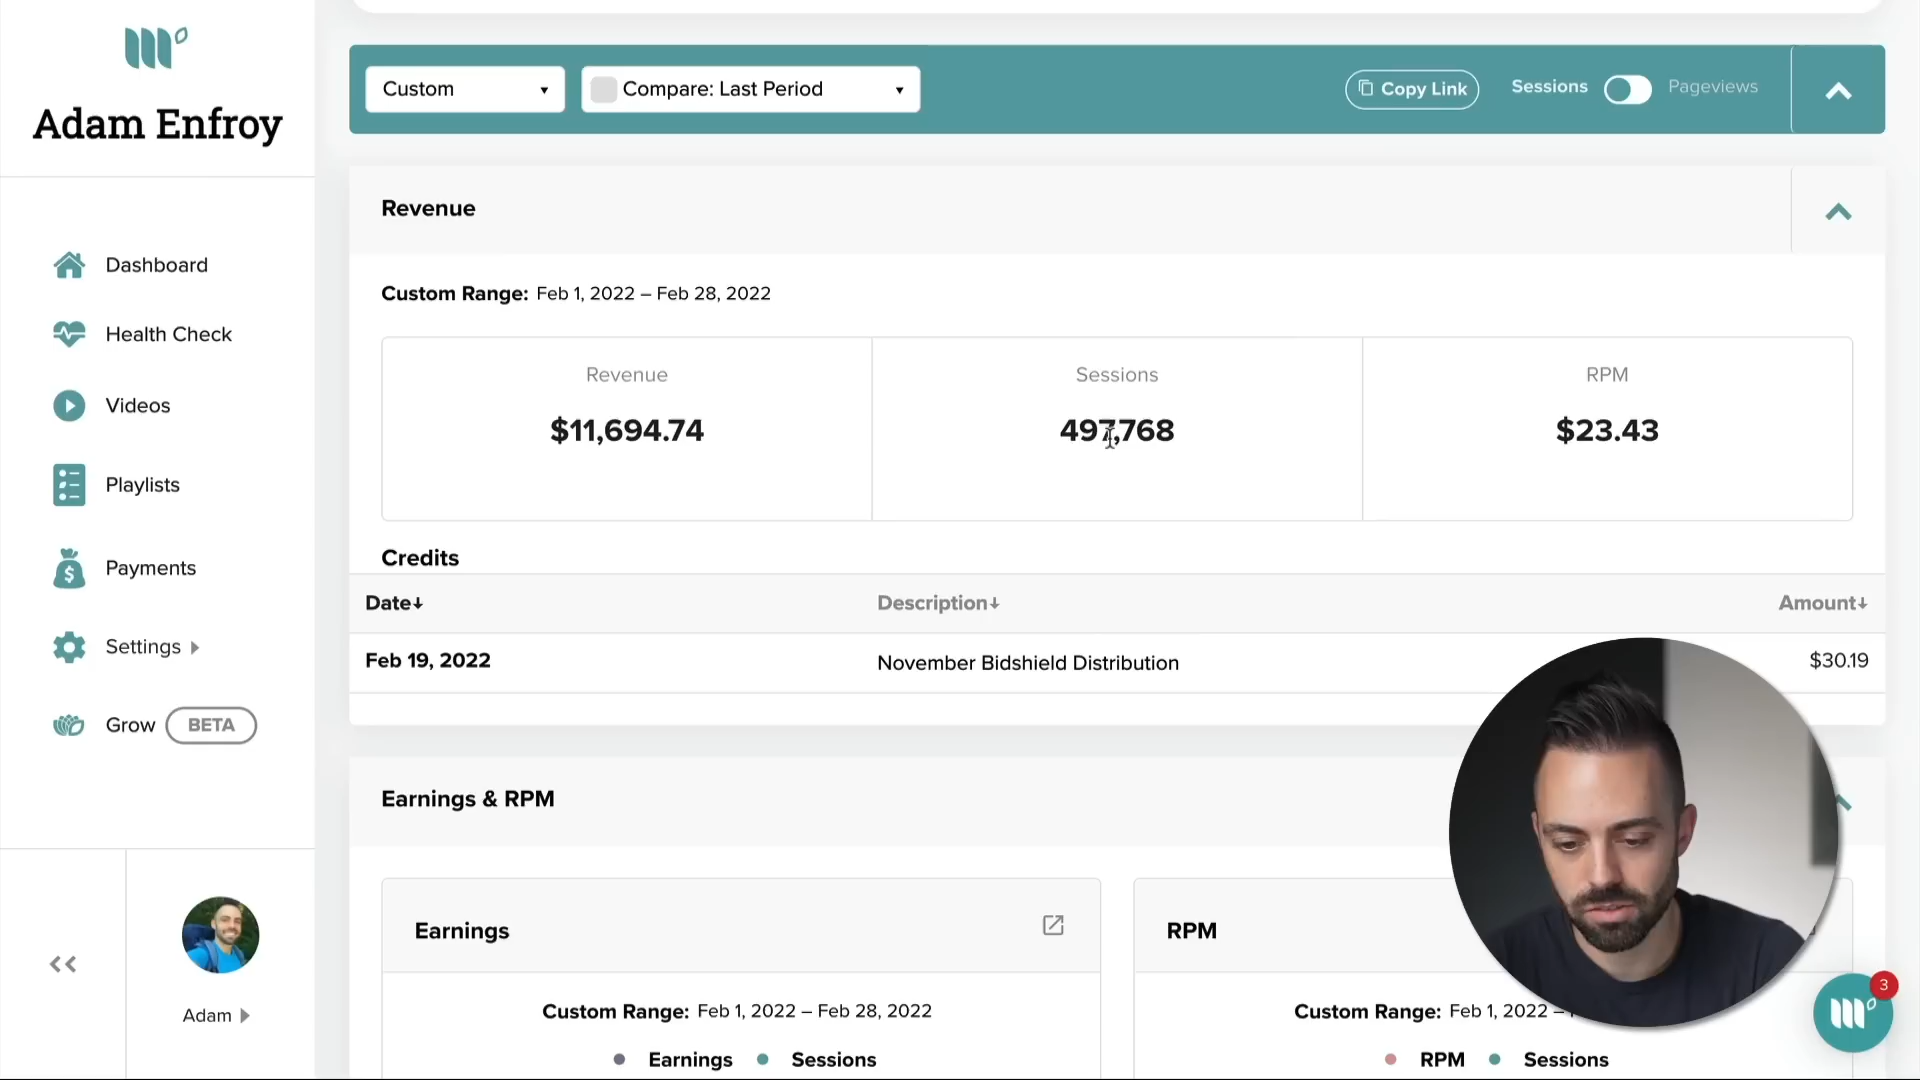 Adam Enfroy
Dashboard
Health Check
Videos
Playlists
$
Payments
Settings
Grow BETA
Adam
Custom
Compare: Last Period
Copy Link
Sessions
Pageviews
Revenue
Custom Range: Feb 1, 2022 – Feb 28, 2022
Revenue
$11,694.74
Sessions
497,768
RPM
$23.43
Credits
Date↓ Description↓ Amount↓
Feb 19, 2022 November Bidshield Distribution $30.19
Earnings & RPM
Earnings
Custom Range: Feb 1, 2022 – Feb 28, 2022
Earnings Sessions
RPM
Custom Range: Feb 1, 2022 –
RPM Sessions
3